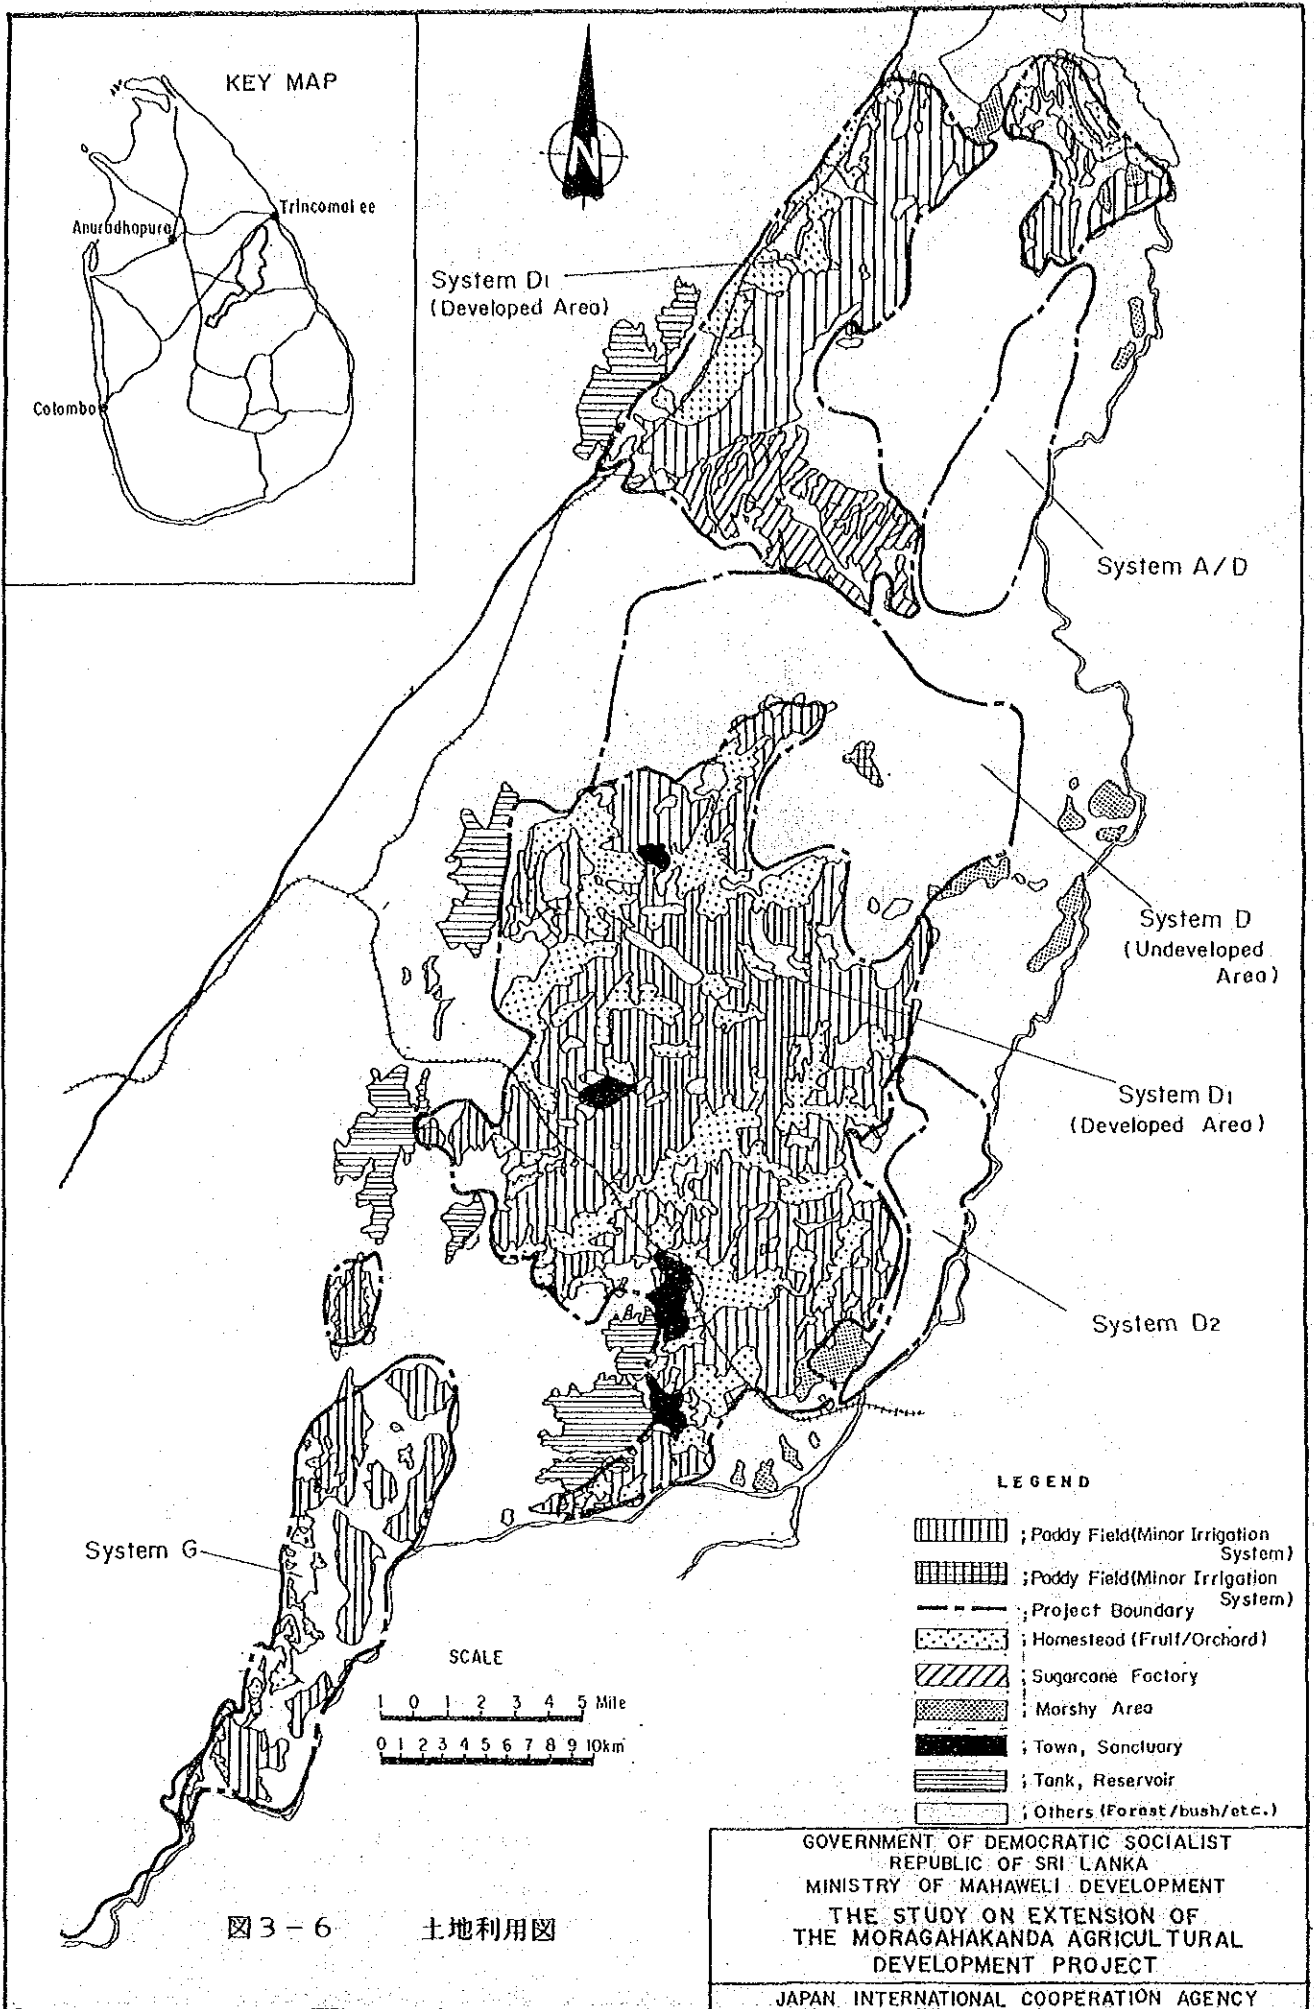 KEY MAP
Trincomalee
Anuradhapura
Colombo
N
System D1
(Developed Area)
System A/D
System D
(Undeveloped
Area)
System D1
(Developed Area)
System D2
System G
SCALE
1 0 1 2 3 4 5 Mile
0 1 2 3 4 5 6 7 8 9 10km
LEGEND
; Paddy Field(Minor Irrigation
System)
; Paddy Field(Minor Irrigation
System)
; Project Boundary
; Homestead (Fruit/Orchard)
; Sugarcane Factory
; Marshy Area
; Town, Sanctuary
; Tank, Reservoir
; Others (Forest/bush/etc.)
GOVERNMENT OF DEMOCRATIC SOCIALIST
REPUBLIC OF SRI LANKA
MINISTRY OF MAHAWELI DEVELOPMENT
THE STUDY ON EXTENSION OF
THE MORAGAHAKANDA AGRICULTURAL
DEVELOPMENT PROJECT
JAPAN INTERNATIONAL COOPERATION AGENCY
図3-6 土地利用図